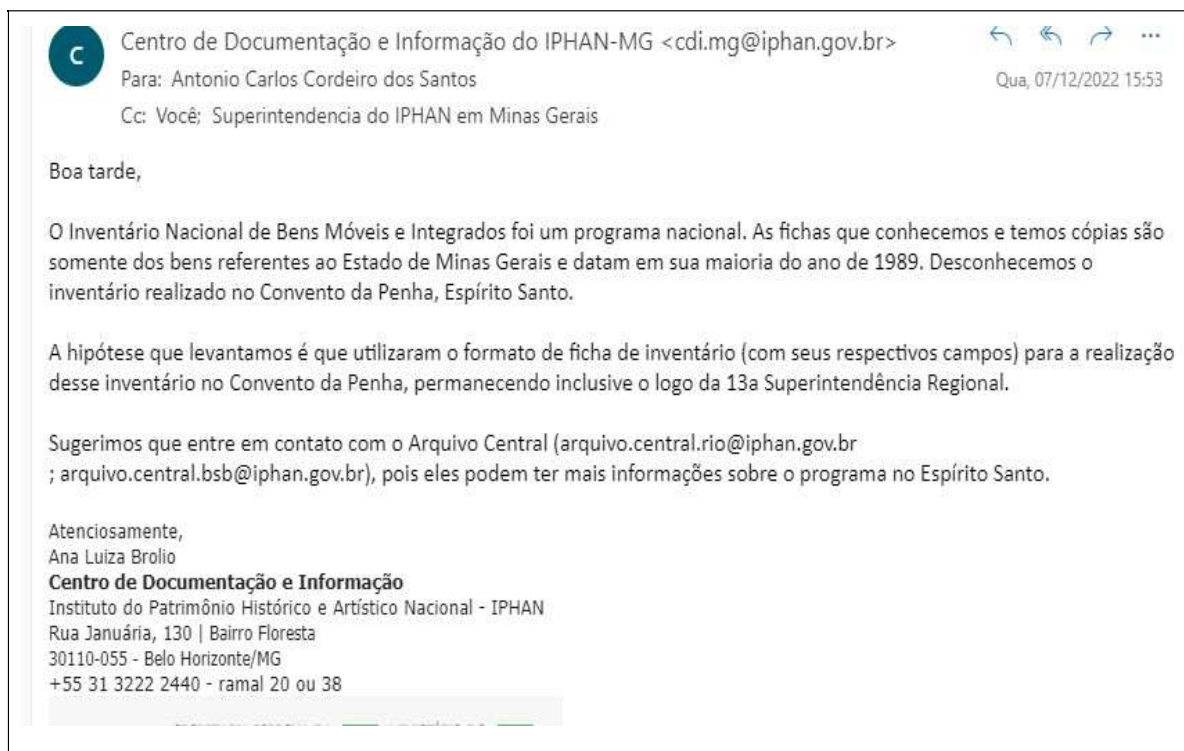 C
Centro de Documentação e Informação do IPHAN-MG <cdi.mg@iphan.gov.br>
Para: Antonio Carlos Cordeiro dos Santos
Qua, 07/12/2022 15:53
Cc: Você; Superintendencia do IPHAN em Minas Gerais
Boa tarde,
O Inventário Nacional de Bens Móveis e Integrados foi um programa nacional. As fichas que conhecemos e temos cópias são
somente dos bens referentes ao Estado de Minas Gerais e datam em sua maioria do ano de 1989. Desconhecemos o
inventário realizado no Convento da Penha, Espírito Santo.
A hipótese que levantamos é que utilizaram o formato de ficha de inventário (com seus respectivos campos) para a realização
desse inventário no Convento da Penha, permanecendo inclusive o logo da 13a Superintendência Regional.
Sugerimos que entre em contato com o Arquivo Central (arquivo.central.rio@iphan.gov.br
; arquivo.central.bsb@iphan.gov.br), pois eles podem ter mais informações sobre o programa no Espírito Santo.
Atenciosamente,
Ana Luiza Brolio
Centro de Documentação e Informação
Instituto do Patrimônio Histórico e Artístico Nacional - IPHAN
Rua Januária, 130 | Bairro Floresta
30110-055 - Belo Horizonte/MG
+55 31 3222 2440 - ramal 20 ou 38